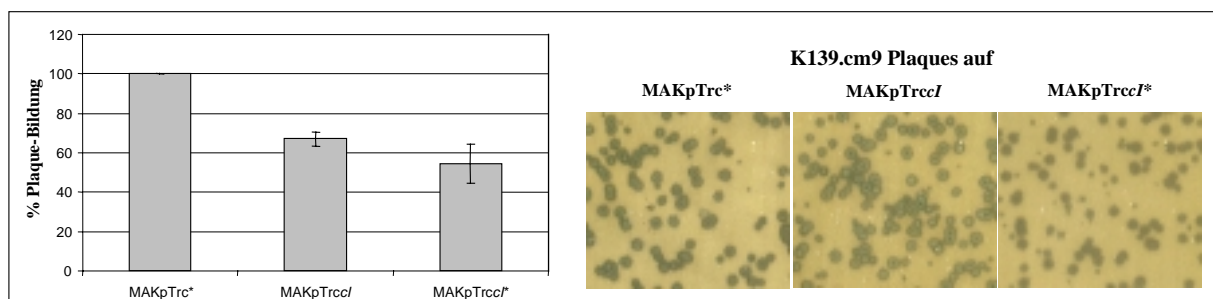 120
100
80
60
40
20
0
% Plaque-Bildung
MAKpTrc*
MAKpTrccI
MAKpTrccI*
K139.cm9 Plaques auf
MAKpTrc* MAKpTrccI MAKpTrccI*